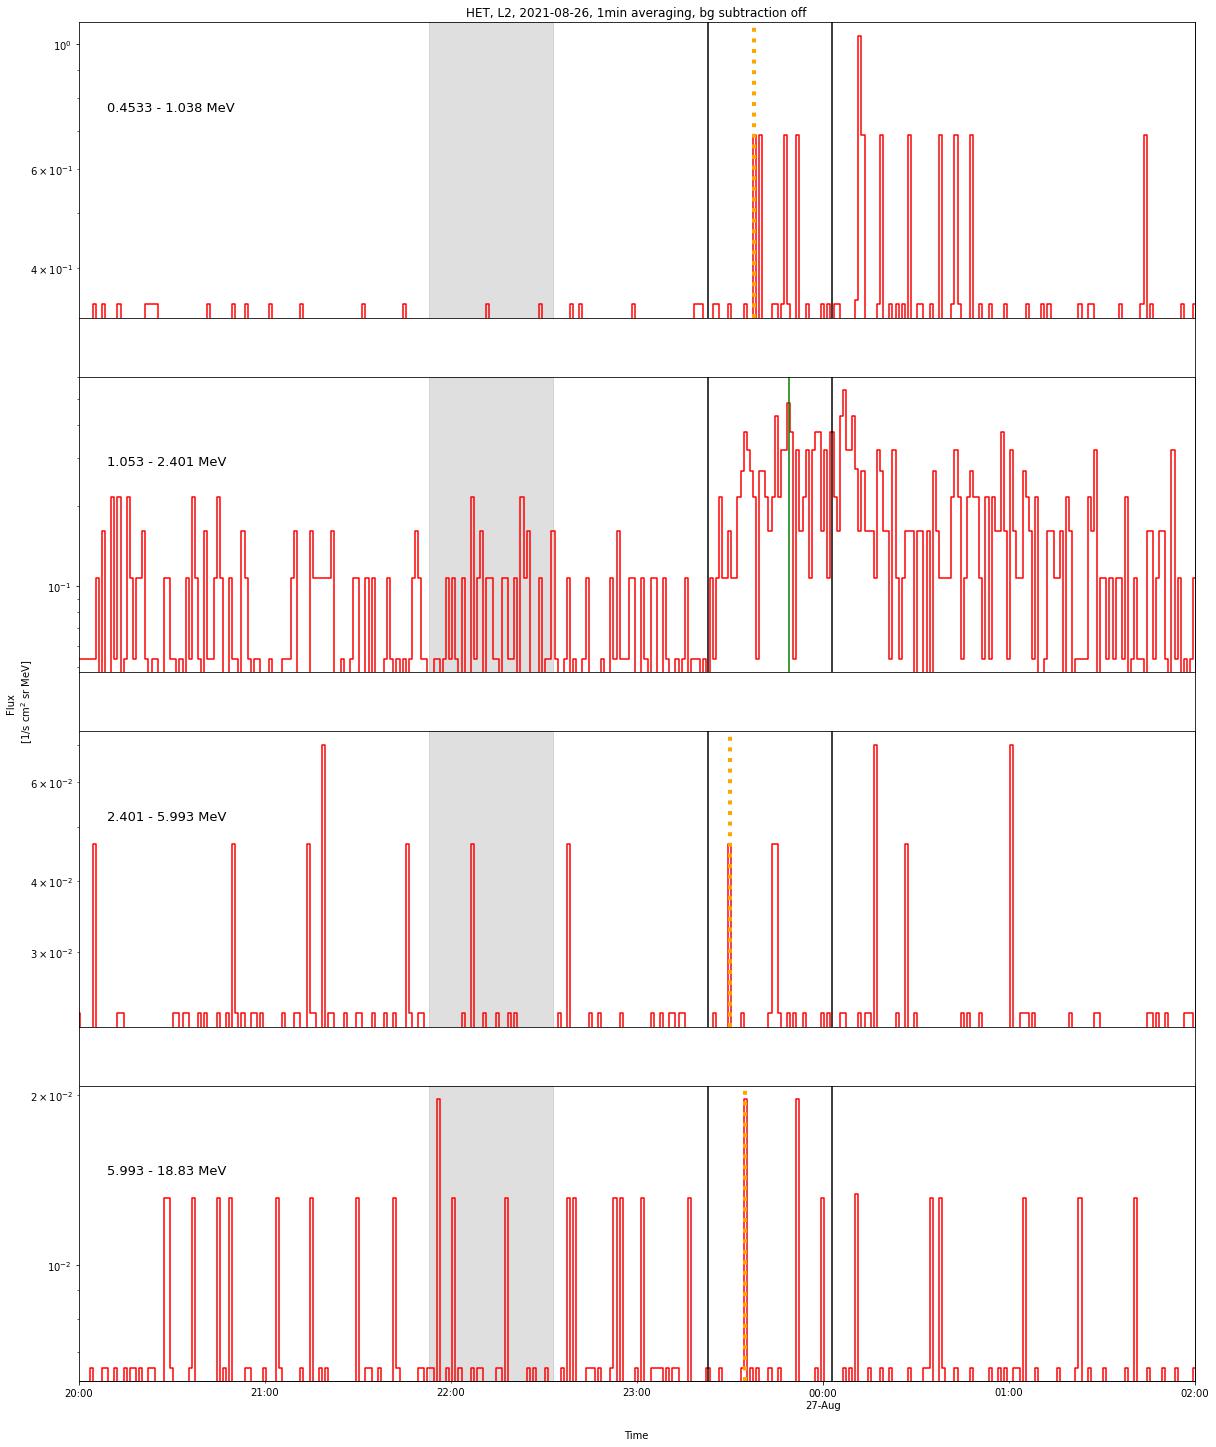 HET, L2, 2021-08-26, 1min averaging, bg subtraction off
10⁰
0.4533 - 1.038 MeV
6 × 10⁻¹
4 × 10⁻¹
1.053 - 2.401 MeV
10⁻¹
Flux
[1/s cm² sr MeV]
6 × 10⁻²
2.401 - 5.993 MeV
4 × 10⁻²
3 × 10⁻²
2 × 10⁻²
5.993 - 18.83 MeV
10⁻²
20:00 21:00 22:00 23:00 00:00 01:00 02:00
27-Aug
Time